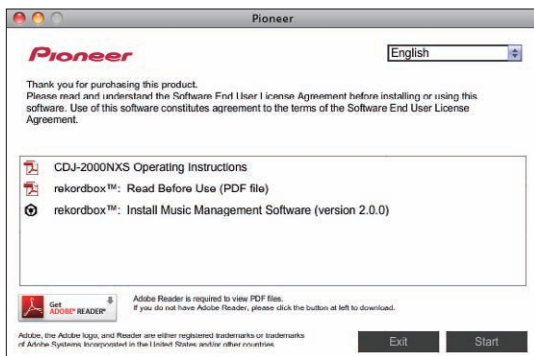 Pioneer
Pioneer
English
Thank you for purchasing this product.
Please read and understand the Software End User License Agreement before installing or using this
software. Use of this software constitutes agreement to the terms of the Software End User License
Agreement.
CDJ-2000NXS Operating Instructions
rekordbox™: Read Before Use (PDF file)
rekordbox™: Install Music Management Software (version 2.0.0)
Get
ADOBE® READER®
Adobe Reader is required to view PDF files.
If you do not have Adobe Reader, please click the button at left to download.
Adobe, the Adobe logo, and Reader are either registered trademarks or trademarks
of Adobe Systems Incorporated in the United States and/or other countries.
Exit
Start